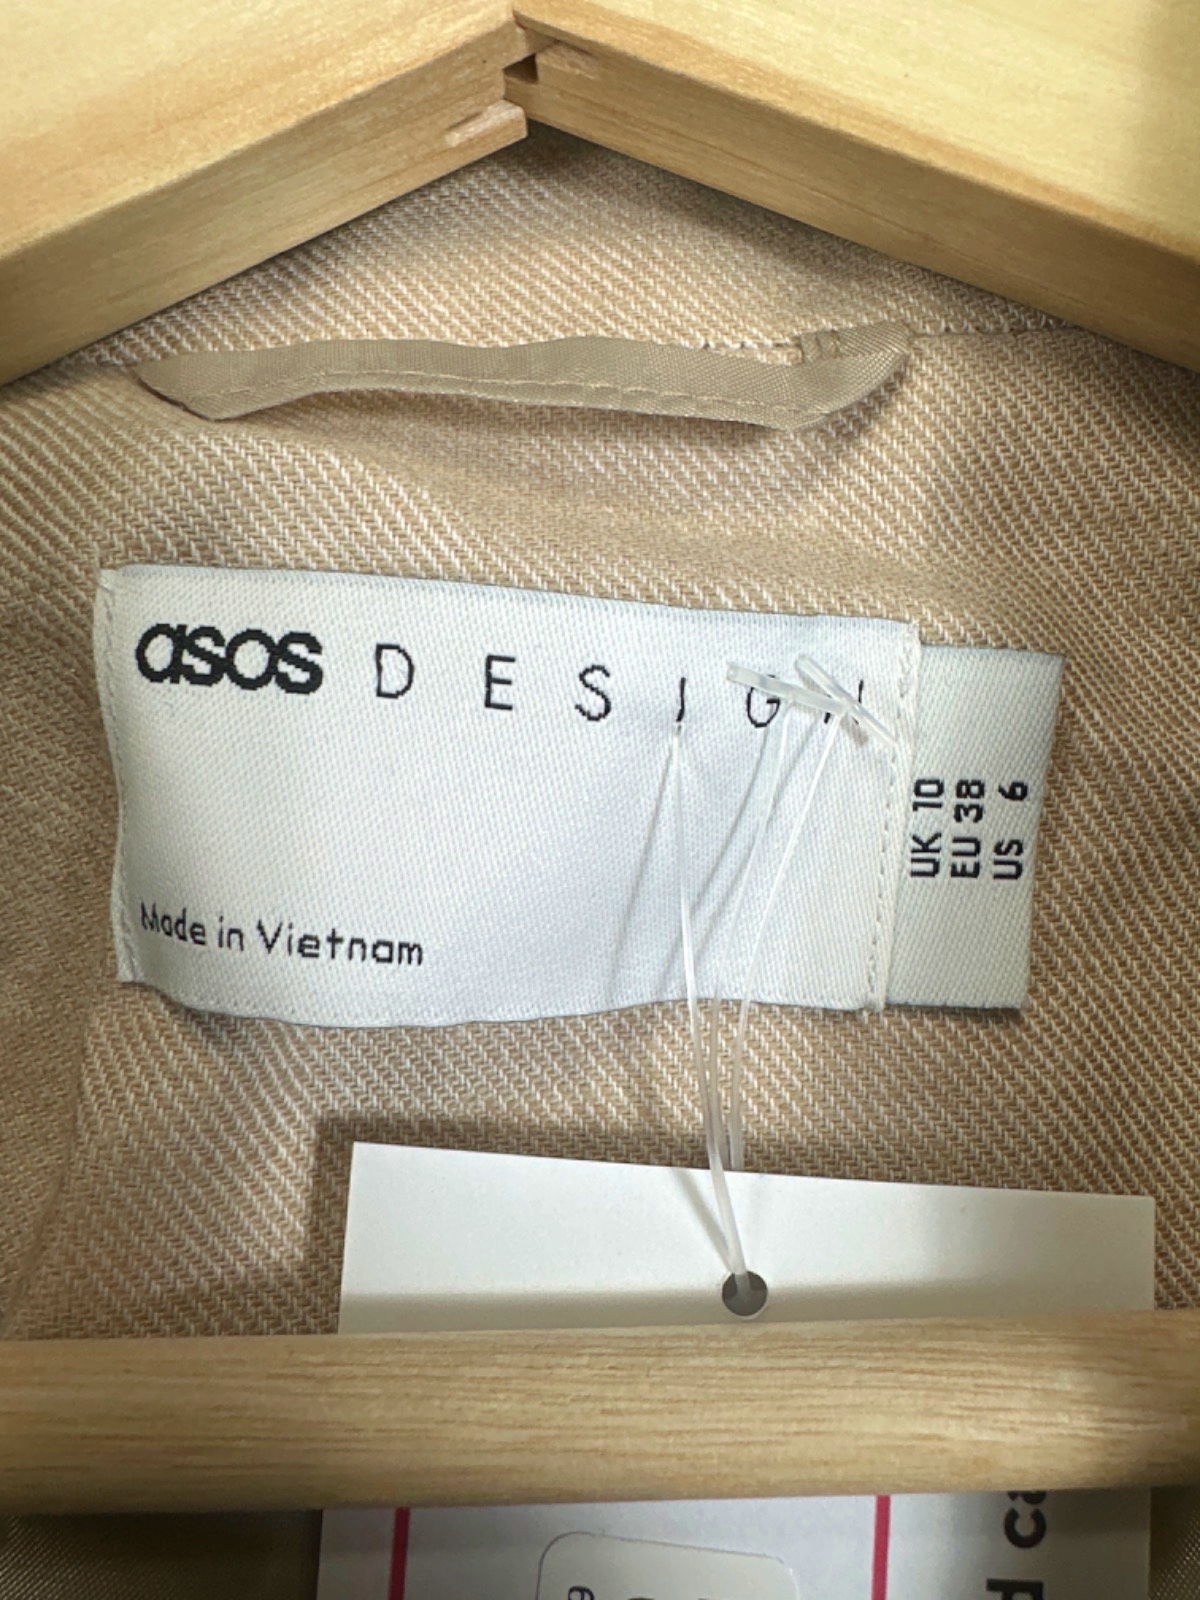 asos DESIGN
Made in Vietnam
UK 10
EU 38
US 6